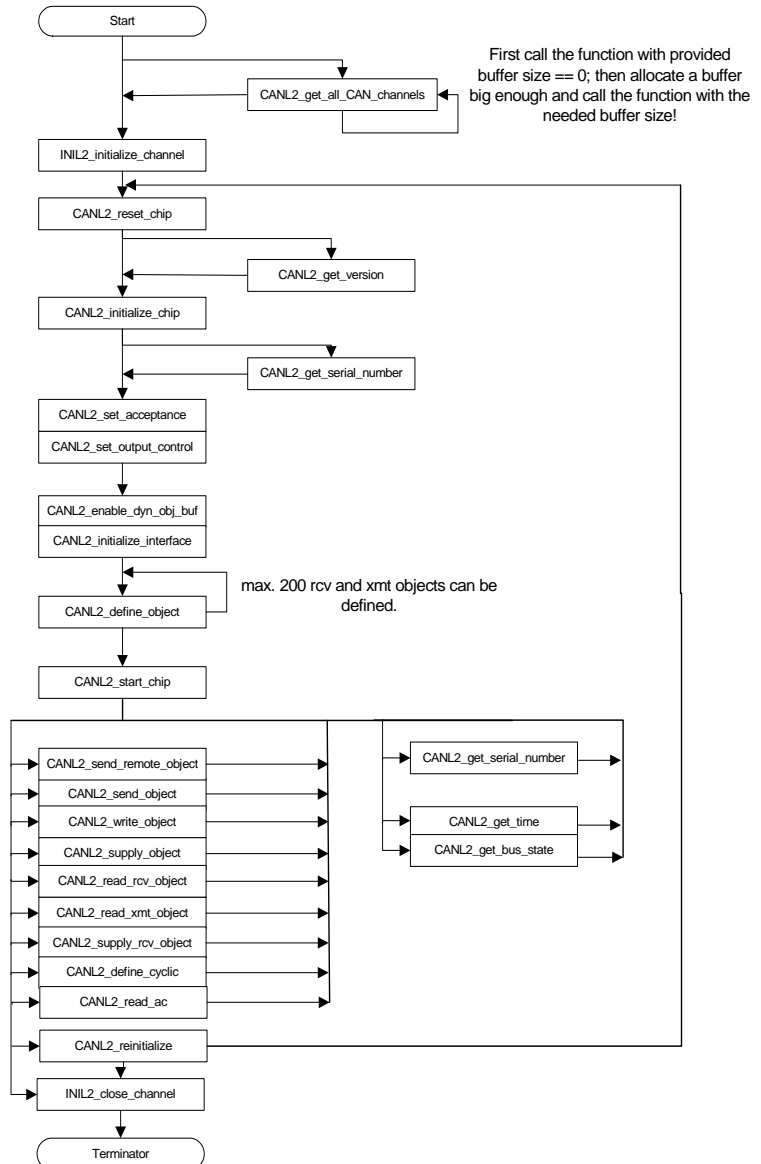 Start
First call the function with provided
buffer size == 0; then allocate a buffer
big enough and call the function with the
needed buffer size!
CANL2_get_all_CAN_channels
INIL2_initialize_channel
CANL2_reset_chip
CANL2_get_version
CANL2_initialize_chip
CANL2_get_serial_number
CANL2_set_acceptance
CANL2_set_output_control
CANL2_enable_dyn_obj_buf
CANL2_initialize_interface
max. 200 rcv and xmt objects can be
defined.
CANL2_define_object
CANL2_start_chip
CANL2_send_remote_object
CANL2_send_object
CANL2_write_object
CANL2_supply_object
CANL2_read_rcv_object
CANL2_read_xmt_object
CANL2_supply_rcv_object
CANL2_define_cyclic
CANL2_read_ac
CANL2_get_serial_number
CANL2_get_time
CANL2_get_bus_state
CANL2_reinitialize
INIL2_close_channel
Terminator